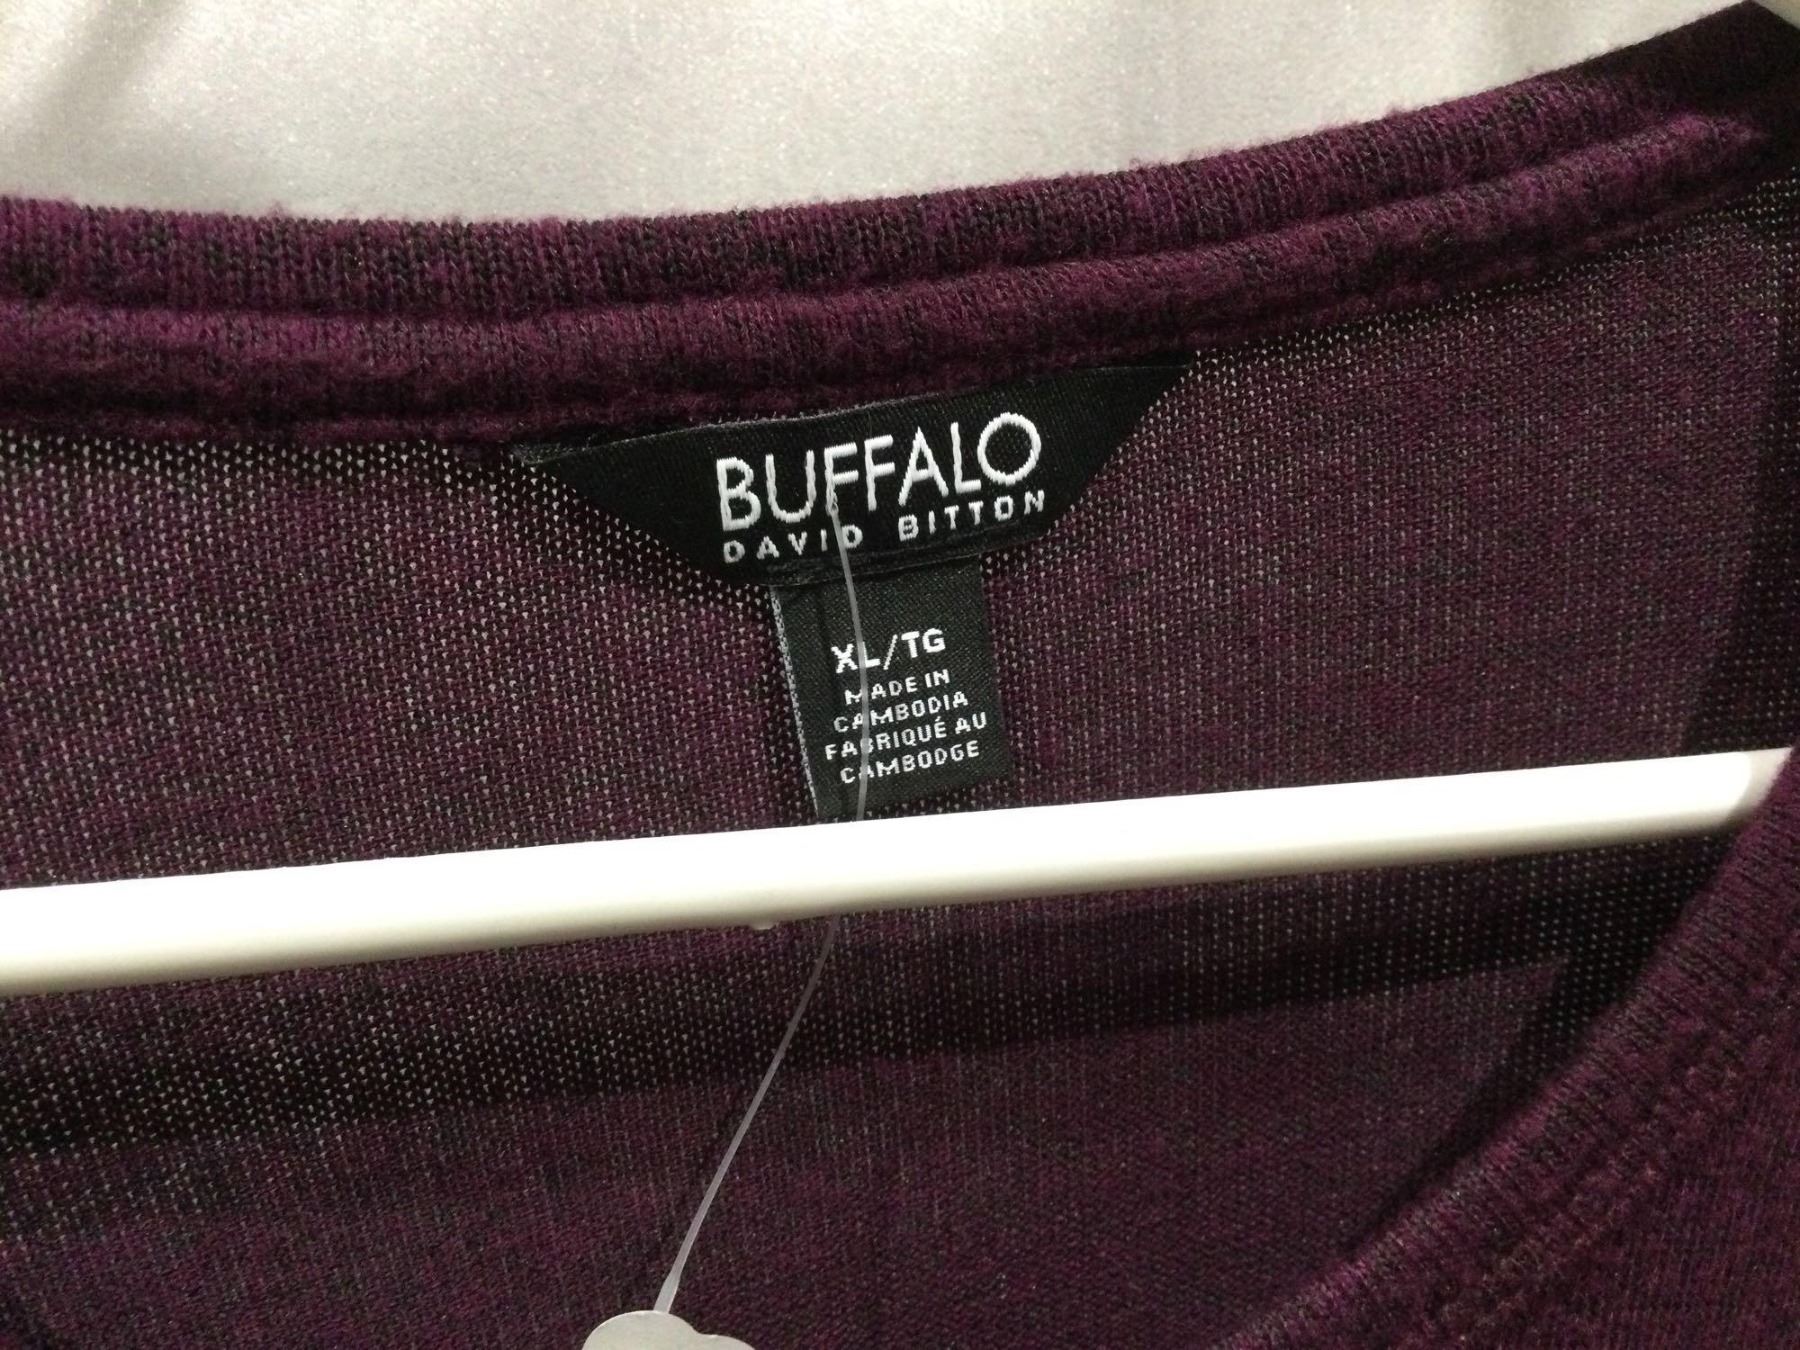 BUFFALO
DAVID BITTON
XL/TG
MADE IN
CAMBODIA
FABRIQUÉ AU
CAMBODGE